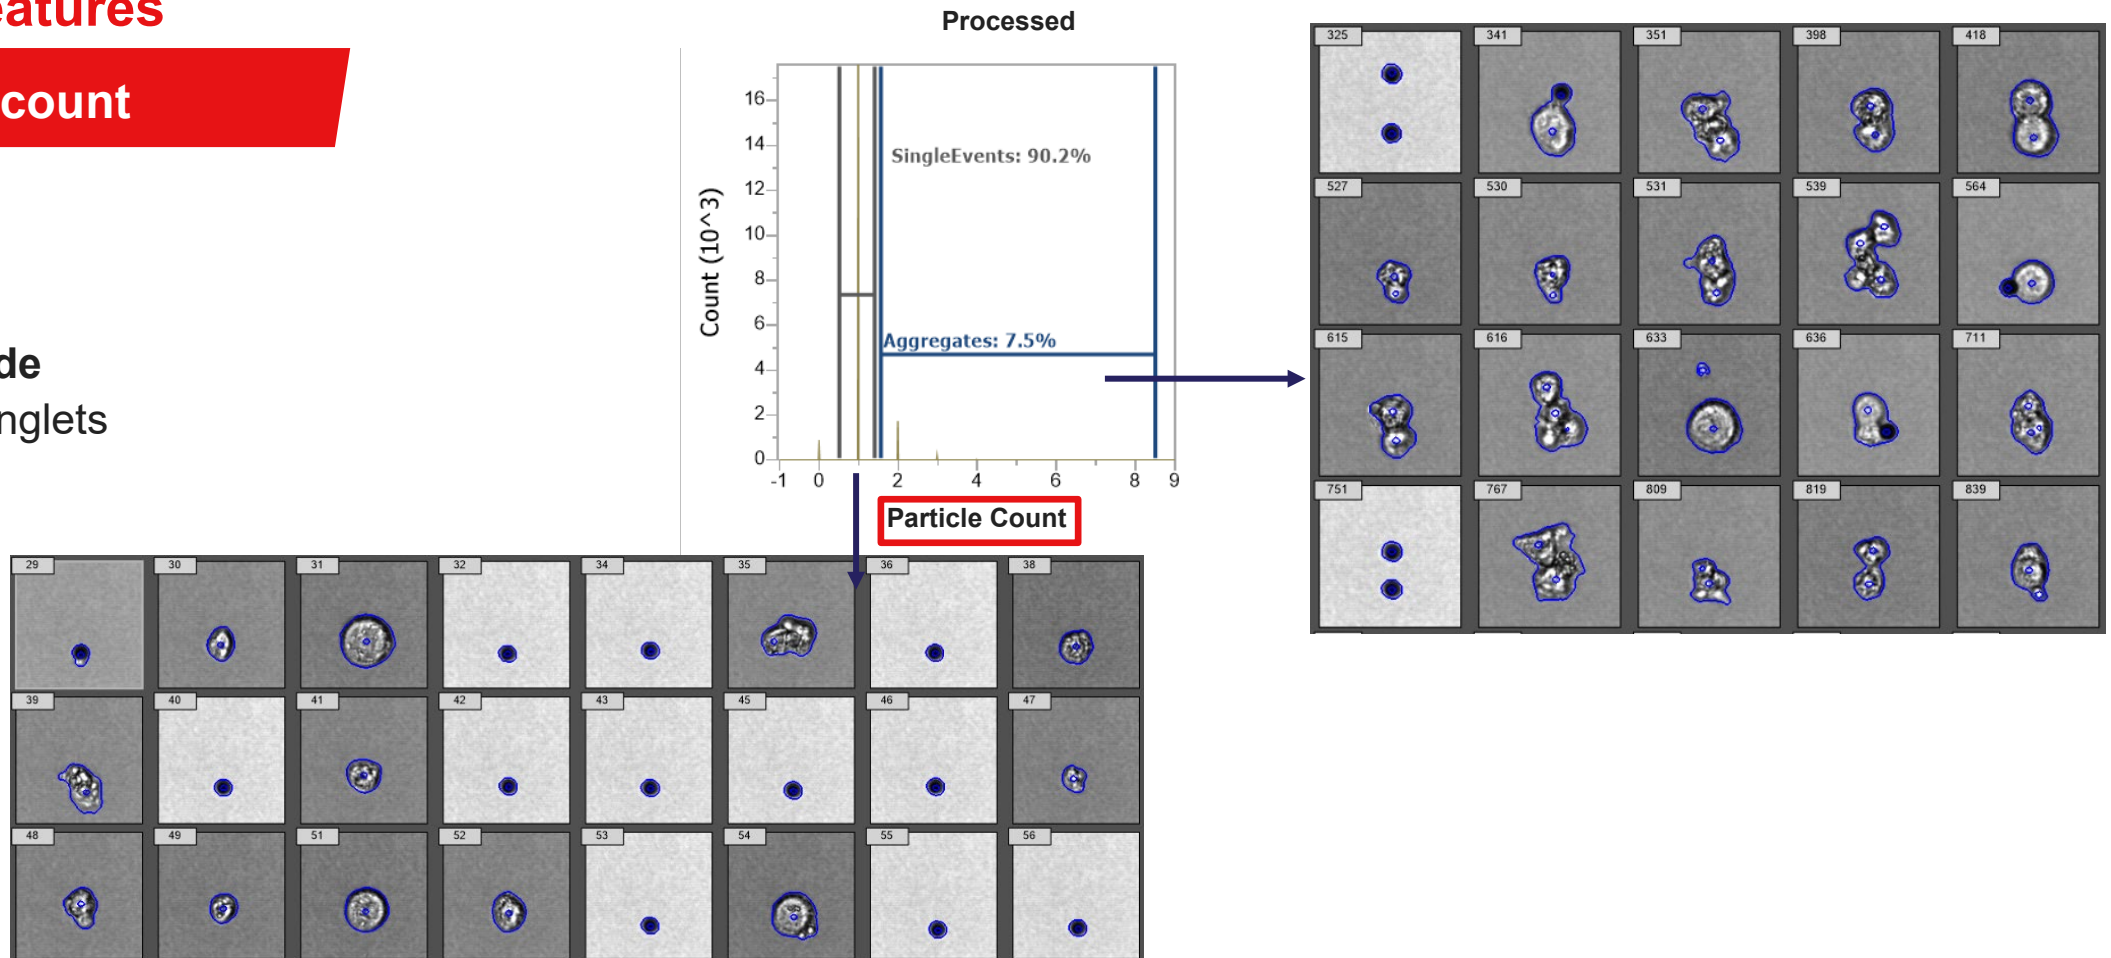 eatures
count
de
nglets
Processed
Count (10^3)
16
14
12
10
8
6
4
2
0
SingleEvents: 90.2%
Aggregates: 7.5%
-1 0 2 4 6 8 9
Particle Count
325 341 351 398 418
527 530 531 539 564
615 616 633 636 711
751 767 809 819 839
29 30 31 32 34 35 36 38
39 40 41 42 43 45 46 47
48 49 51 52 53 54 55 56